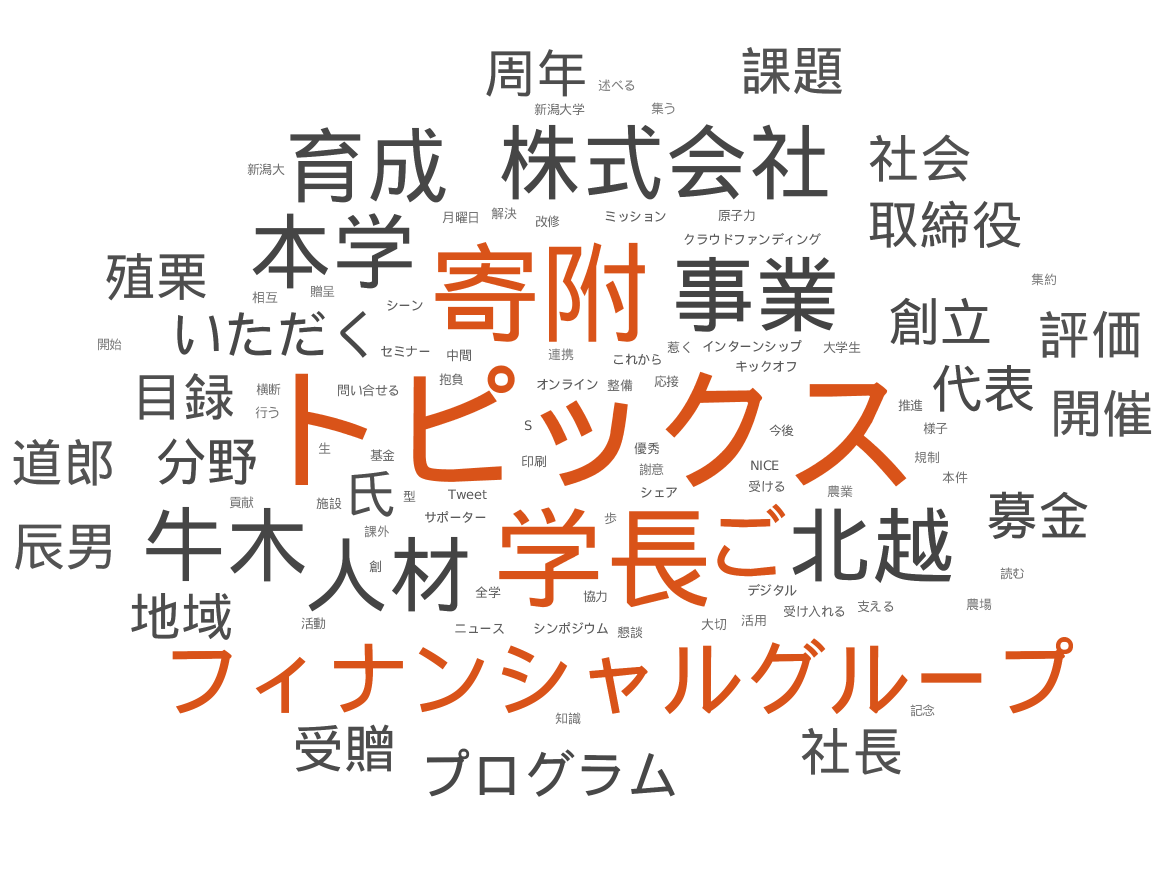 周年
課題
述べる
新潟大学
集う
育成
株式会社
社会
新潟大
取締役
月曜日
解決
改修
ミッション
原子力
本学
クラウドファンディング
寄附
殖栗
事業
集約
相互
贈呈
シーン
創立
評価
いただく
開始
セミナー
中間
連携
これから
惹く
インターンシップ
大学生
キックオフ
代表
目録
横断
問い合せる
抱負
オンライン
整備
応接
開催
行う
トピックス
推進
様子
S
今後
道郎
分野
生
基金
印刷
優秀
謝意
NICE
規制
本件
氏
型
Tweet
シェア
受ける
農業
貢献
施設
募金
サポーター
歩
辰男
牛木
課外
学長
ご
北越
人材
創
読む
全学
協力
デジタル
地域
受け入れる
支える
農場
活動
ニュース
シンポジウム
懇談
大切
活用
フィナンシャルグループ
記念
知識
受贈
社長
プログラム